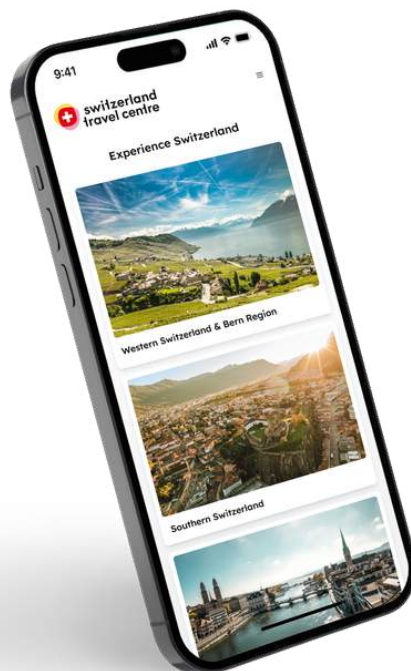 9:41
switzerland
travel centre
Experience Switzerland
Western Switzerland & Bern Region
Southern Switzerland